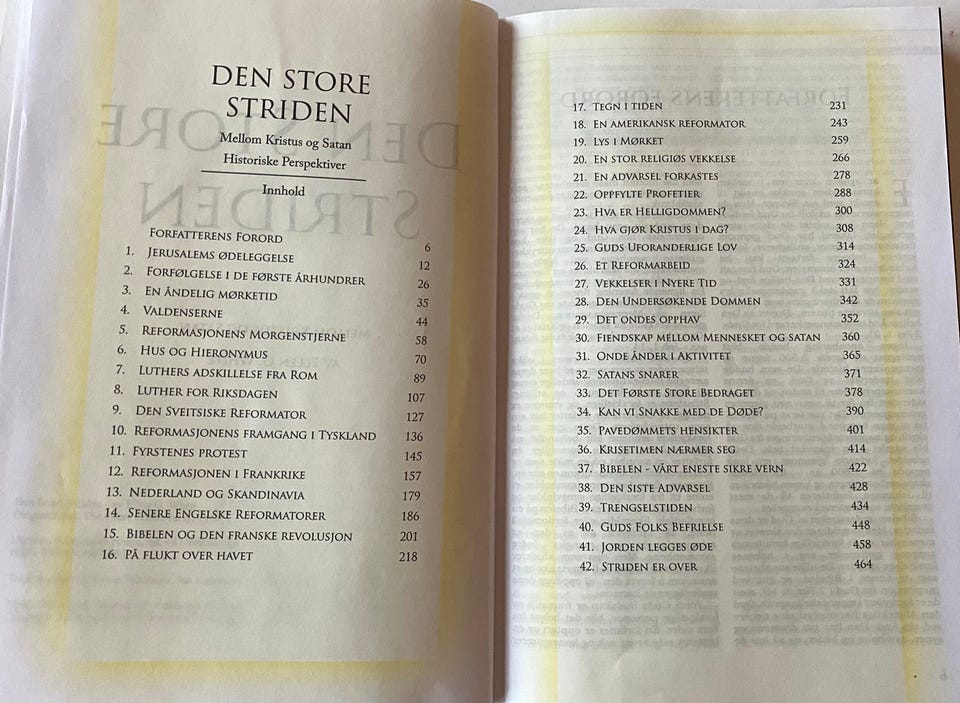 DEN STORE
STRIDEN
Mellom Kristus og Satan
Historiske Perspektiver
Innhold
Forfatterens Forord 6
1. Jerusalems ødeleggelse 12
2. Forfølgelse i de første århundrer 26
3. En åndelig mørketid 35
4. Valdenserne 44
5. Reformasjonens Morgenstjerne 58
6. Hus og Hieronymus 70
7. Luthers adskillelse fra Rom 89
8. Luther for Riksdagen 107
9. Den Sveitsiske Reformator 127
10. Reformasjonens framgang i Tyskland 136
11. Fyrstenes protest 145
12. Reformasjonen i Frankrike 157
13. Nederland og Skandinavia 179
14. Senere Engelske Reformatorer 186
15. Bibelen og den franske revolusjon 201
16. På flukt over havet 218
17. Tegn i tiden 231
18. En amerikansk reformator 243
19. Lys i Mørket 259
20. En stor religiøs vekkelse 266
21. En advarsel forkastes 278
22. Oppfylte Profetier 288
23. Hva er Helligdommen? 300
24. Hva gjør Kristus i dag? 308
25. Guds Uforanderlige Lov 314
26. Et Reformarbeid 324
27. Vekkelser i Nyere Tid 331
28. Den Undersøkende Dommen 342
29. Det ondes opphav 352
30. Fiendskap mellom Mennesket og satan 360
31. Onde Ånder i Aktivitet 365
32. Satans snarer 371
33. Det Første Store Bedraget 378
34. Kan vi Snakke med de Døde? 390
35. Pavedømmets hensikter 401
36. Krisetimen nærmer seg 414
37. Bibelen - vårt eneste sikre vern 422
38. Den siste Advarsel 428
39. Trengselstiden 434
40. Guds Folks Befrielse 448
41. Jorden legges øde 458
42. Striden er over 464